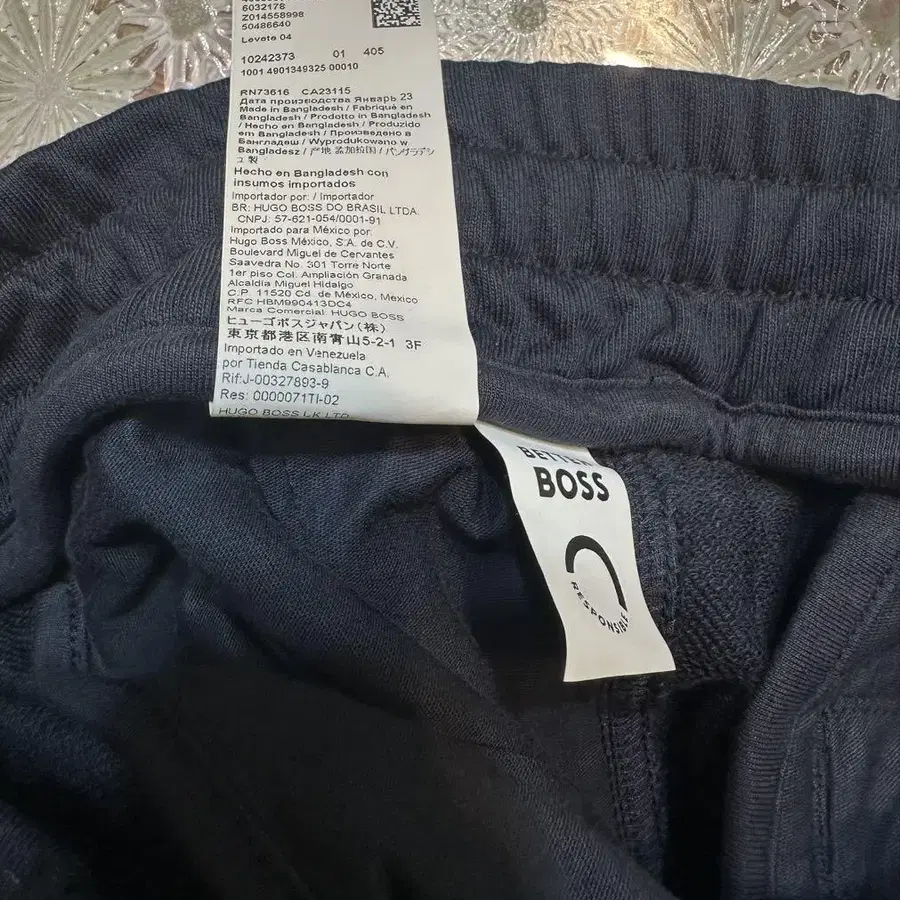 6032178
Z014558998
50486640
Levete 04
10242373 01 405
1001 4901349325 00010
RN73616 CA23115
Дата производства Январь 23
Made in Bangladesh / Fabriqué en
Bangladesh / Prodotto in Bangladesh
/ Hecho en Bangladesh / Produzido
em Bangladesh / Произведено в
Бангладеш / Wyprodukowano w
Bangladesz / 产地 孟加拉国 / バングラデシ
ュ製
Hecho en Bangladesh con
insumos importados
Importador por: / Importador
BR: HUGO BOSS DO BRASIL LTDA.
CNPJ: 57-621-054/0001-91
Importado para México por:
Hugo Boss México, S.A. de C.V.
Boulevard Miguel de Cervantes
Saavedra No. 301 Torre Norte
1er piso Col. Ampliación Granada
Alcaldía Miguel Hidalgo
C.P. 11520 Cd. de México, México
RFC HBM990413DC4
Marca Comercial: HUGO BOSS
ヒューゴボスジャパン(株)
東京都港区南青山5-2-1 3F
Importado en Venezuela
por Tienda Casablanca C.A.
Rif:J-00327893-9
Res: 0000071TI-02
HUGO BOSS UK LTD
BETTER
BOSS
RESPONSIBLE